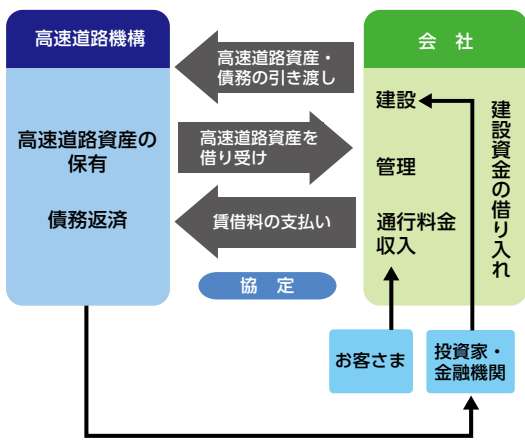 高速道路機構
高速道路資産の
保有
債務返済
高速道路資産・
債務の引き渡し
高速道路資産を
借り受け
賃借料の支払い
協 定
会 社
建設
管理
通行料金
収入
建設資金の借り入れ
お客さま
投資家・
金融機関